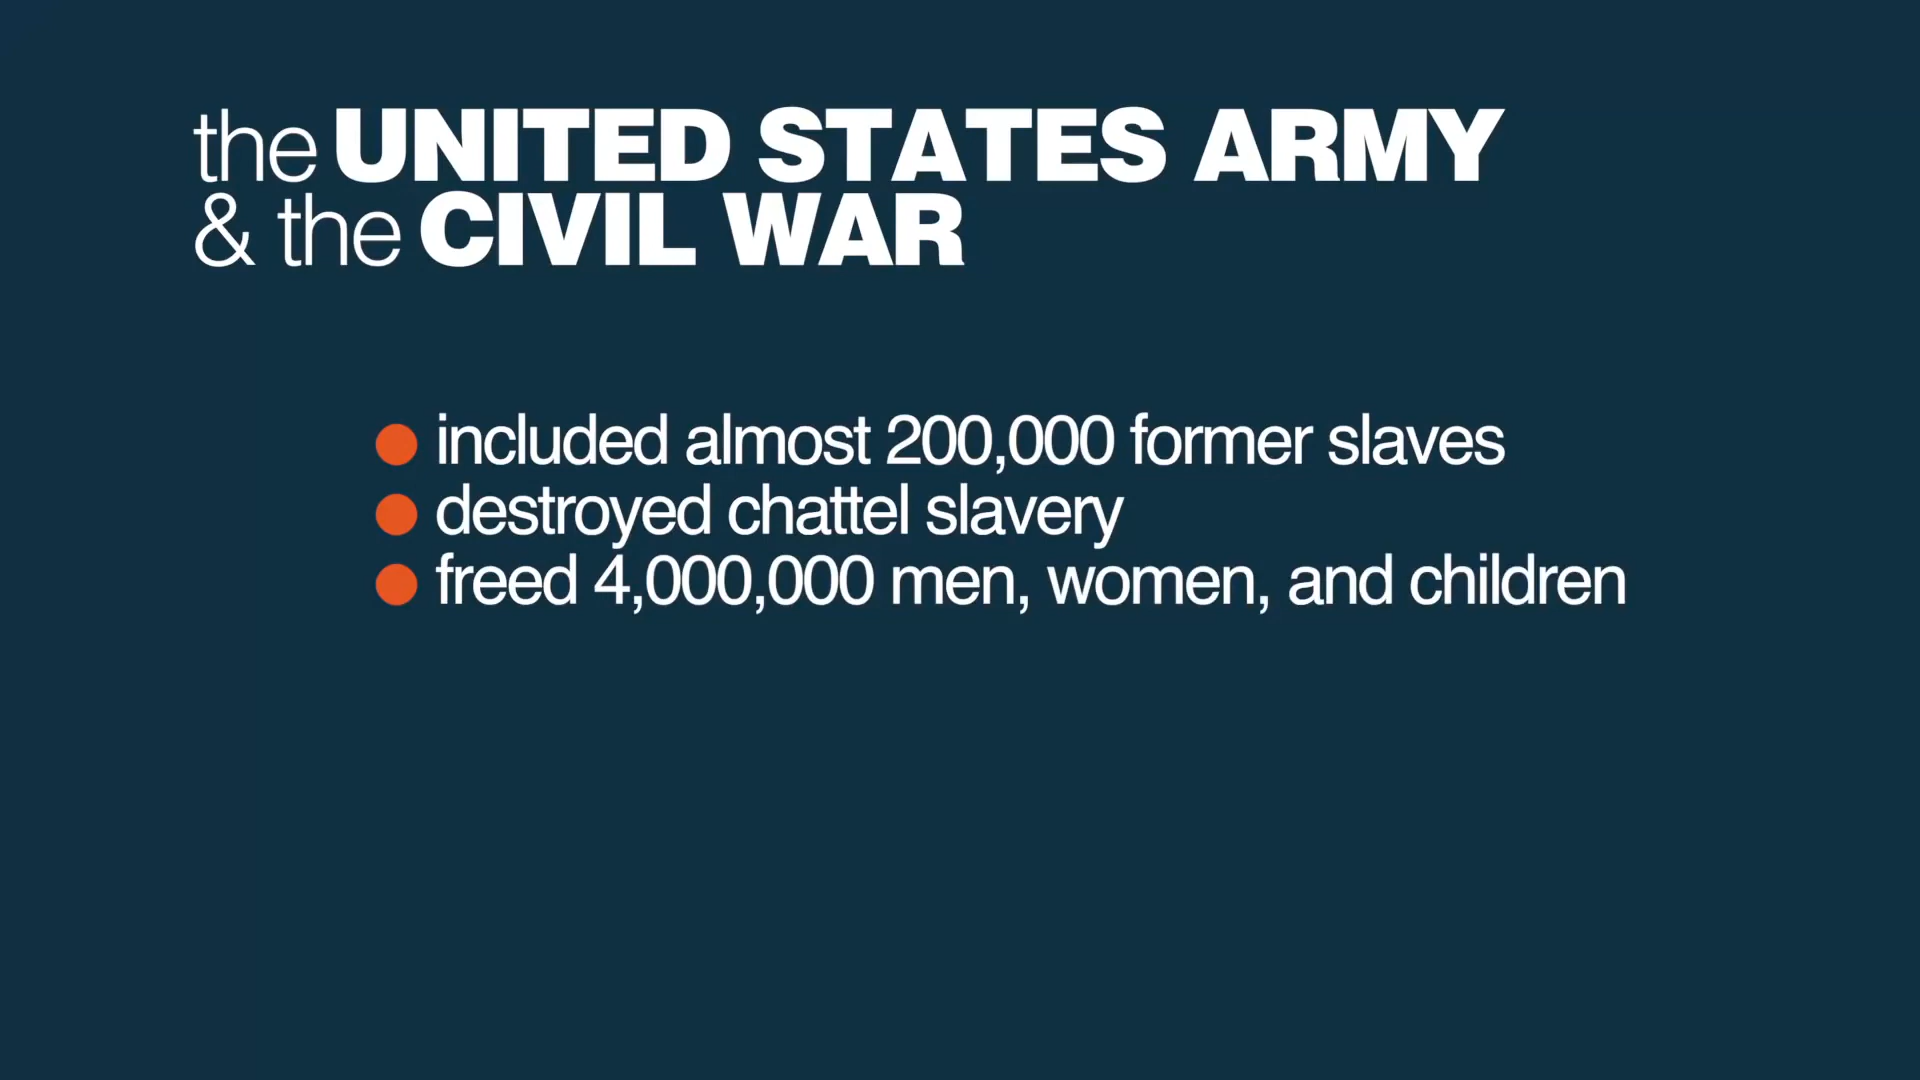 the UNITED STATES ARMY
& the CIVIL WAR
included almost 200,000 former slaves
destroyed chattel slavery
freed 4,000,000 men, women, and children